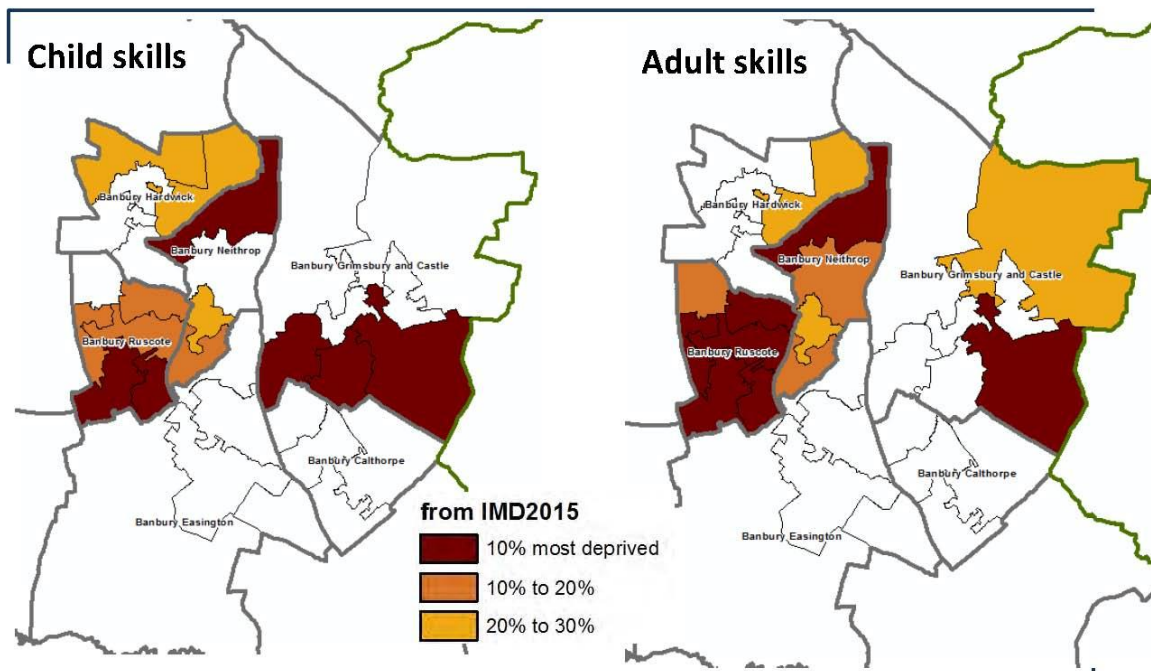 Child skills
Banbury Hardwick
Banbury Neithrop
Banbury Grimsbury and Castle
Banbury Ruscote
Banbury Calthorpe
Banbury Easington
Adult skills
Banbury Hardwick
Banbury Neithrop
Banbury Grimsbury and Castle
Banbury Ruscote
Banbury Calthorpe
Banbury Easington
from IMD2015
10% most deprived
10% to 20%
20% to 30%